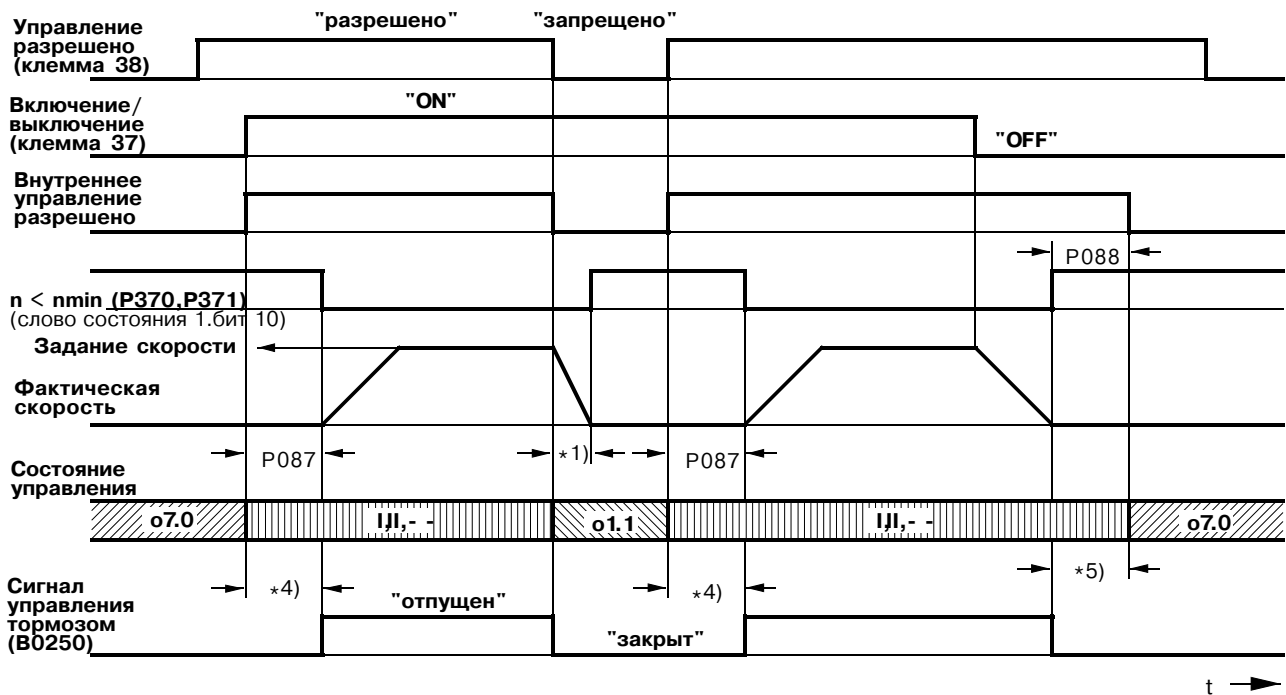 "разрешено" "запрещено"
Управление
разрешено
(клемма 38)
"ON"
Включение/
выключение
(клемма 37)
"OFF"
Внутреннее
управление
разрешено
P088
n < nmin (P370,P371)
(слово состояния 1.бит 10)
Задание скорости
Фактическая
скорость
P087 *1) P087
Состояние
управления
o7.0 I,II,- - o1.1 I,II,- - o7.0
*4) *4) *5)
Сигнал
управления
тормозом
(B0250)
"отпущен"
"закрыт"
t